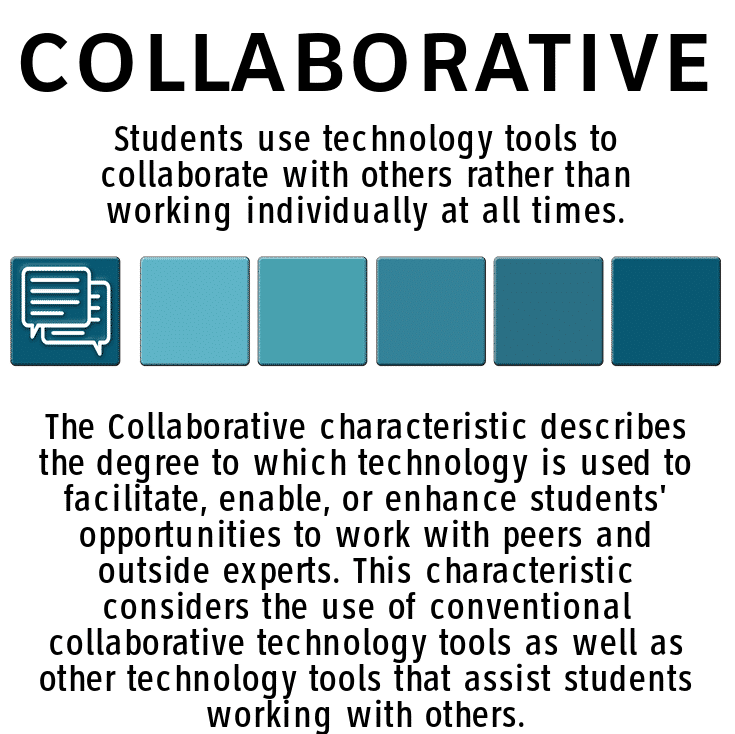 COLLABORATIVE
Students use technology tools to
collaborate with others rather than
working individually at all times.
The Collaborative characteristic describes
the degree to which technology is used to
facilitate, enable, or enhance students'
opportunities to work with peers and
outside experts. This characteristic
considers the use of conventional
collaborative technology tools as well as
other technology tools that assist students
working with others.